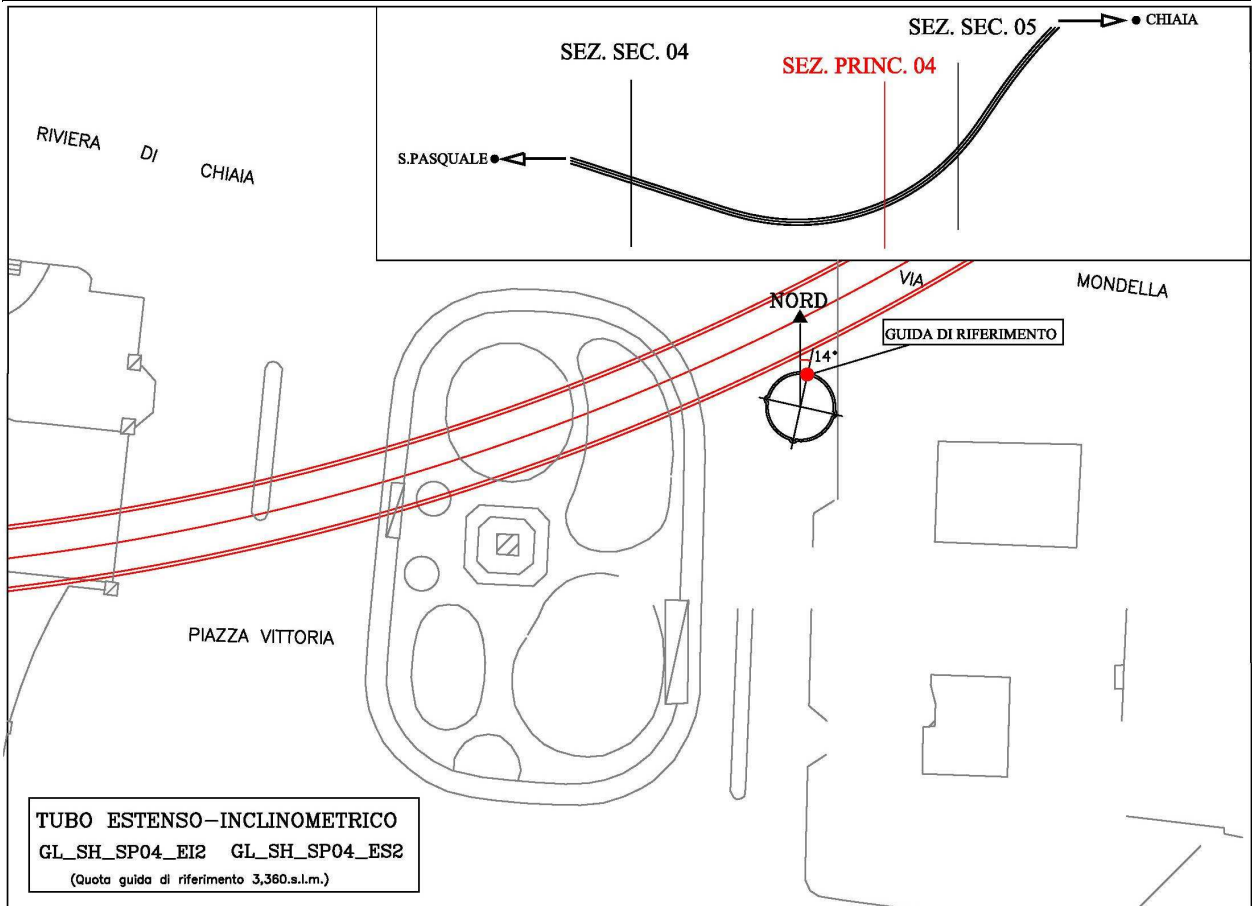 SEZ. SEC. 04
SEZ. SEC. 05
CHIAIA
SEZ. PRINC. 04
S.PASQUALE
RIVIERA DI CHIAIA
VIA MONDELLA
NORD
GUIDA DI RIFERIMENTO
14°
PIAZZA VITTORIA
TUBO ESTENSO-INCLINOMETRICO
GL_SH_SP04_EI2 GL_SH_SP04_ES2
(Quota guida di riferimento 3,360.s.l.m.)